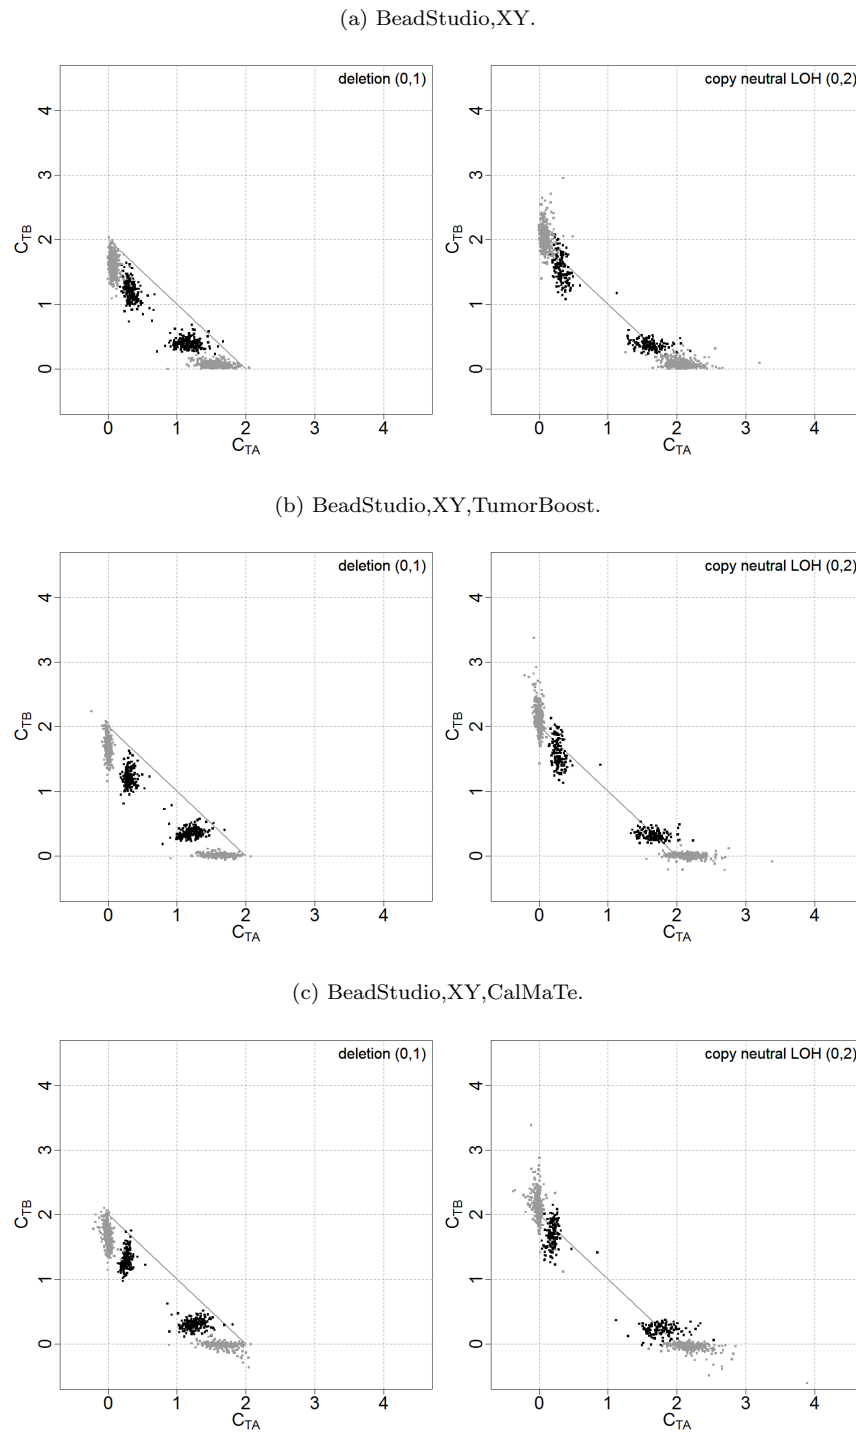 (a) BeadStudio,XY.
deletion (0,1)
copy neutral LOH (0,2)
4
3
2
1
0
C_TB
0 1 2 3 4
C_TA
4
3
2
1
0
C_TB
0 1 2 3 4
C_TA
(b) BeadStudio,XY,TumorBoost.
deletion (0,1)
copy neutral LOH (0,2)
4
3
2
1
0
C_TB
0 1 2 3 4
C_TA
4
3
2
1
0
C_TB
0 1 2 3 4
C_TA
(c) BeadStudio,XY,CalMaTe.
deletion (0,1)
copy neutral LOH (0,2)
4
3
2
1
0
C_TB
0 1 2 3 4
C_TA
4
3
2
1
0
C_TB
0 1 2 3 4
C_TA